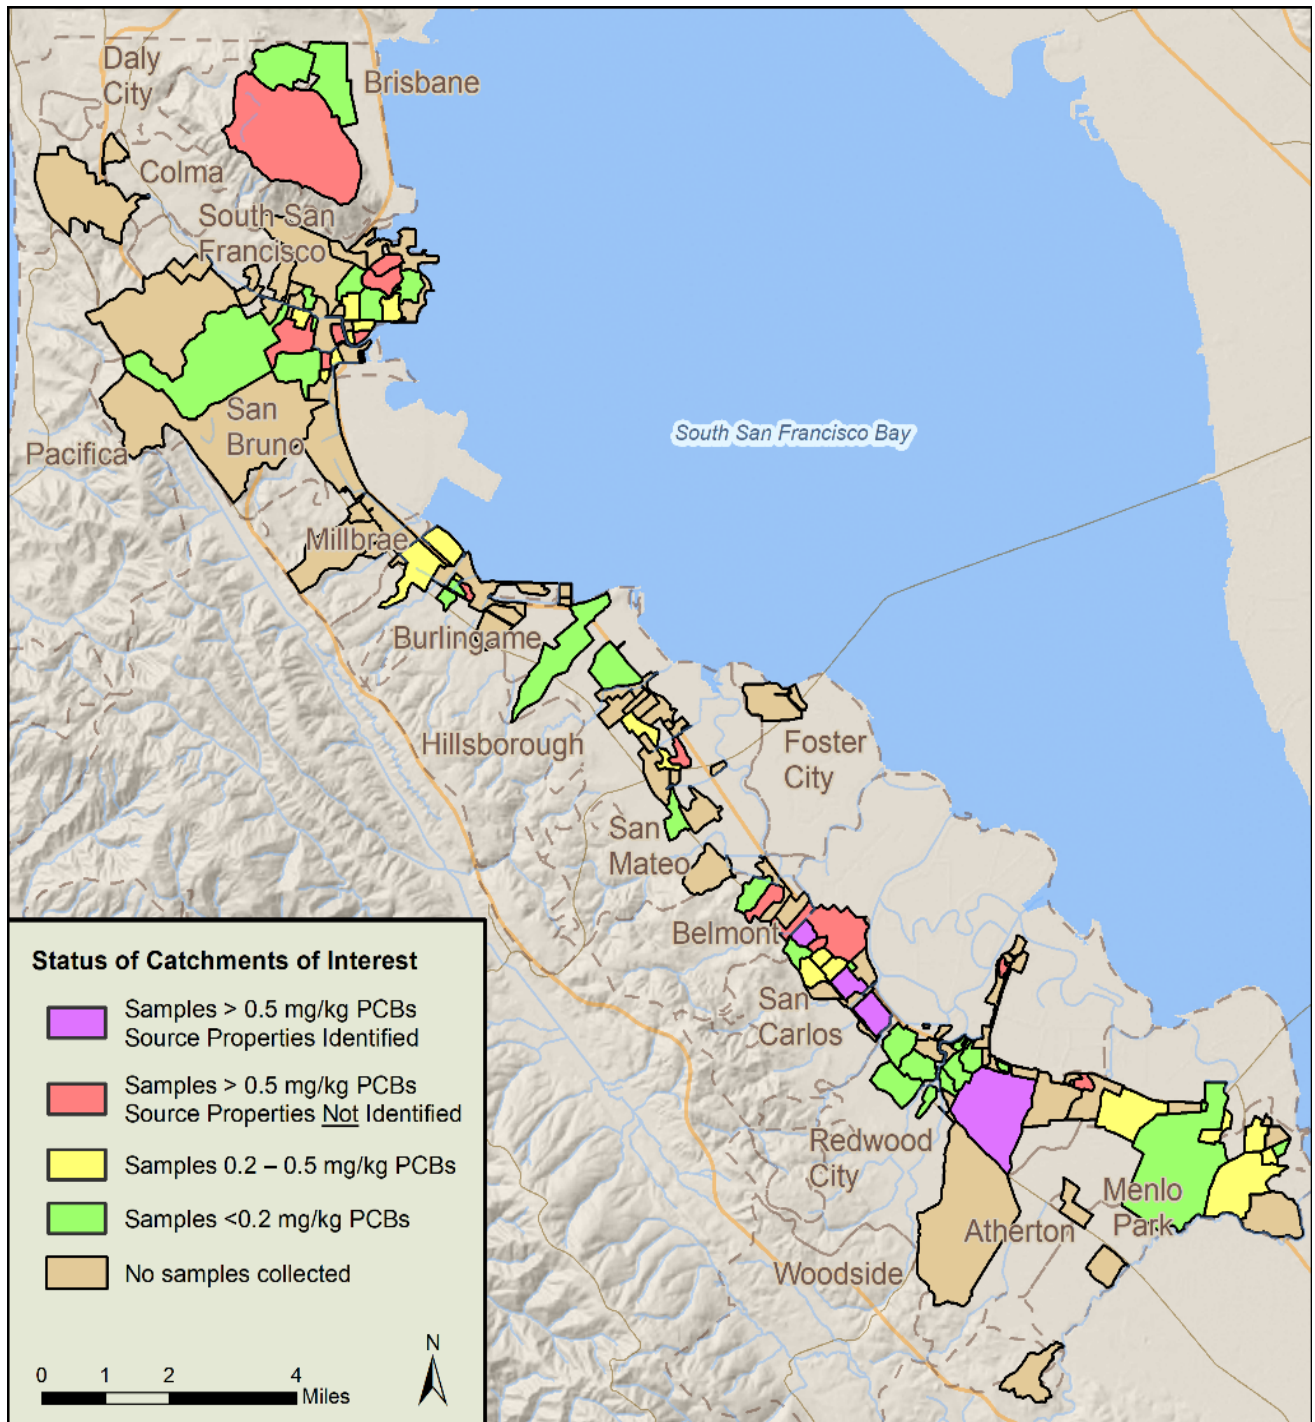 Daly
City
Brisbane
Colma
South San
Francisco
South San Francisco Bay
San
Bruno
Pacifica
Millbrae
Burlingame
Hillsborough
Foster
City
San
Mateo
Belmont
San
Carlos
Redwood
City
Menlo
Park
Atherton
Woodside
Status of Catchments of Interest
Samples > 0.5 mg/kg PCBs
Source Properties Identified
Samples > 0.5 mg/kg PCBs
Source Properties Not Identified
Samples 0.2 – 0.5 mg/kg PCBs
Samples <0.2 mg/kg PCBs
No samples collected
N
0 1 2 4
Miles